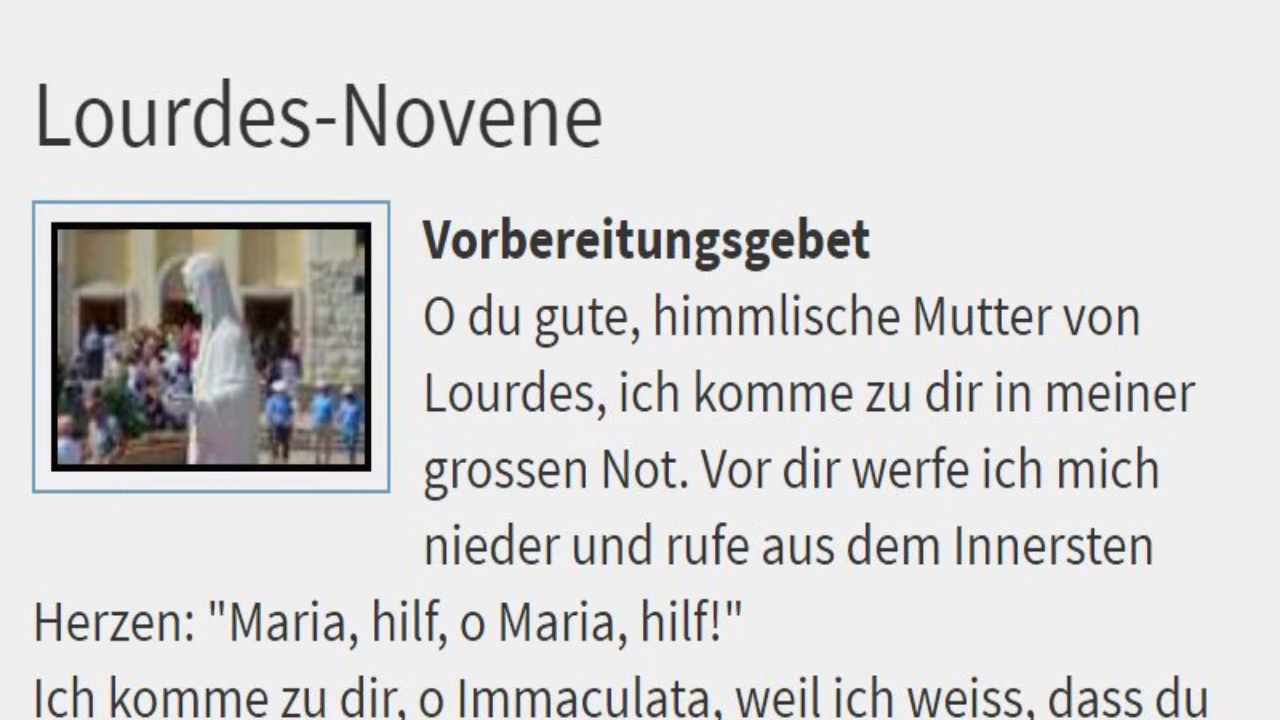 Lourdes-Novene
Vorbereitungsgebet
O du gute, himmlische Mutter von
Lourdes, ich komme zu dir in meiner
grossen Not. Vor dir werfe ich mich
nieder und rufe aus dem Innersten
Herzen: "Maria, hilf, o Maria, hilf!"
Ich komme zu dir, o Immaculata, weil ich weiss, dass du